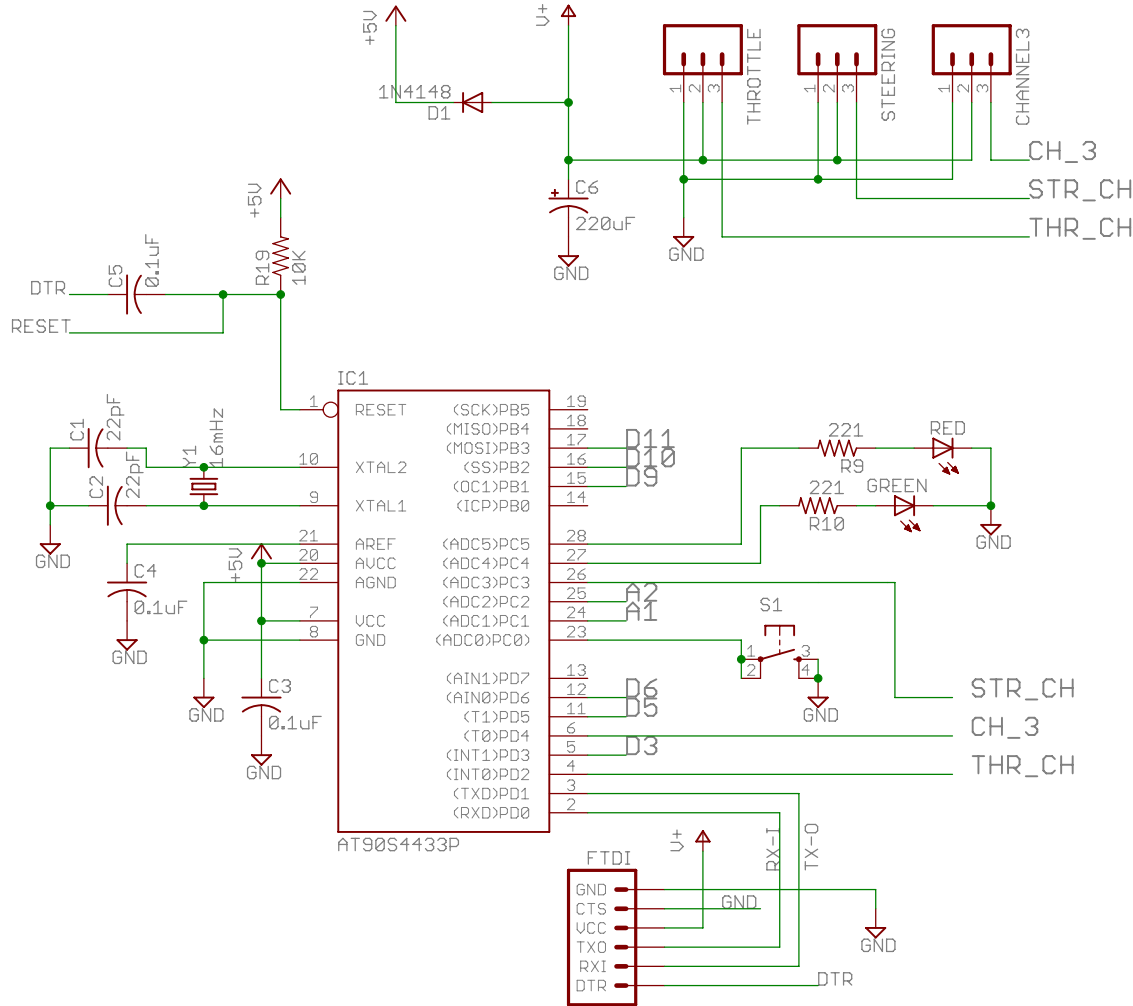 +5V
V+
1N4148
D1
C6
220uF
GND
1
2
3
THROTTLE
1
2
3
STEERING
1
2
3
CHANNEL3
GND
CH_3
STR_CH
THR_CH
+5V
R19
10K
C5
0.1uF
DTR
RESET
C1
22pF
C2
22pF
Y1
16mHz
GND
C4
0.1uF
GND
+5V
GND
C3
0.1uF
GND
IC1
1 RESET
10 XTAL2
9 XTAL1
21 AREF
20 AVCC
22 AGND
7 VCC
8 GND
(SCK)PB5 19
(MISO)PB4 18
(MOSI)PB3 17 D11
(SS)PB2 16 D10
(OC1)PB1 15 D9
(ICP)PB0 14
(ADC5)PC5 28
(ADC4)PC4 27
(ADC3)PC3 26
(ADC2)PC2 25 A2
(ADC1)PC1 24 A1
(ADC0)PC0) 23
(AIN1)PD7 13
(AIN0)PD6 12 D6
(T1)PD5 11 D5
(T0)PD4 6
(INT1)PD3 5 D3
(INT0)PD2 4
(TXD)PD1 3
(RXD)PD0 2
AT90S4433P
221
R9
RED
221
R10
GREEN
GND
S1
1
2
3
4
GND
STR_CH
CH_3
THR_CH
RX-I
TX-O
V+
FTDI
GND
CTS
VCC
TXO
RXI
DTR
GND
GND
DTR